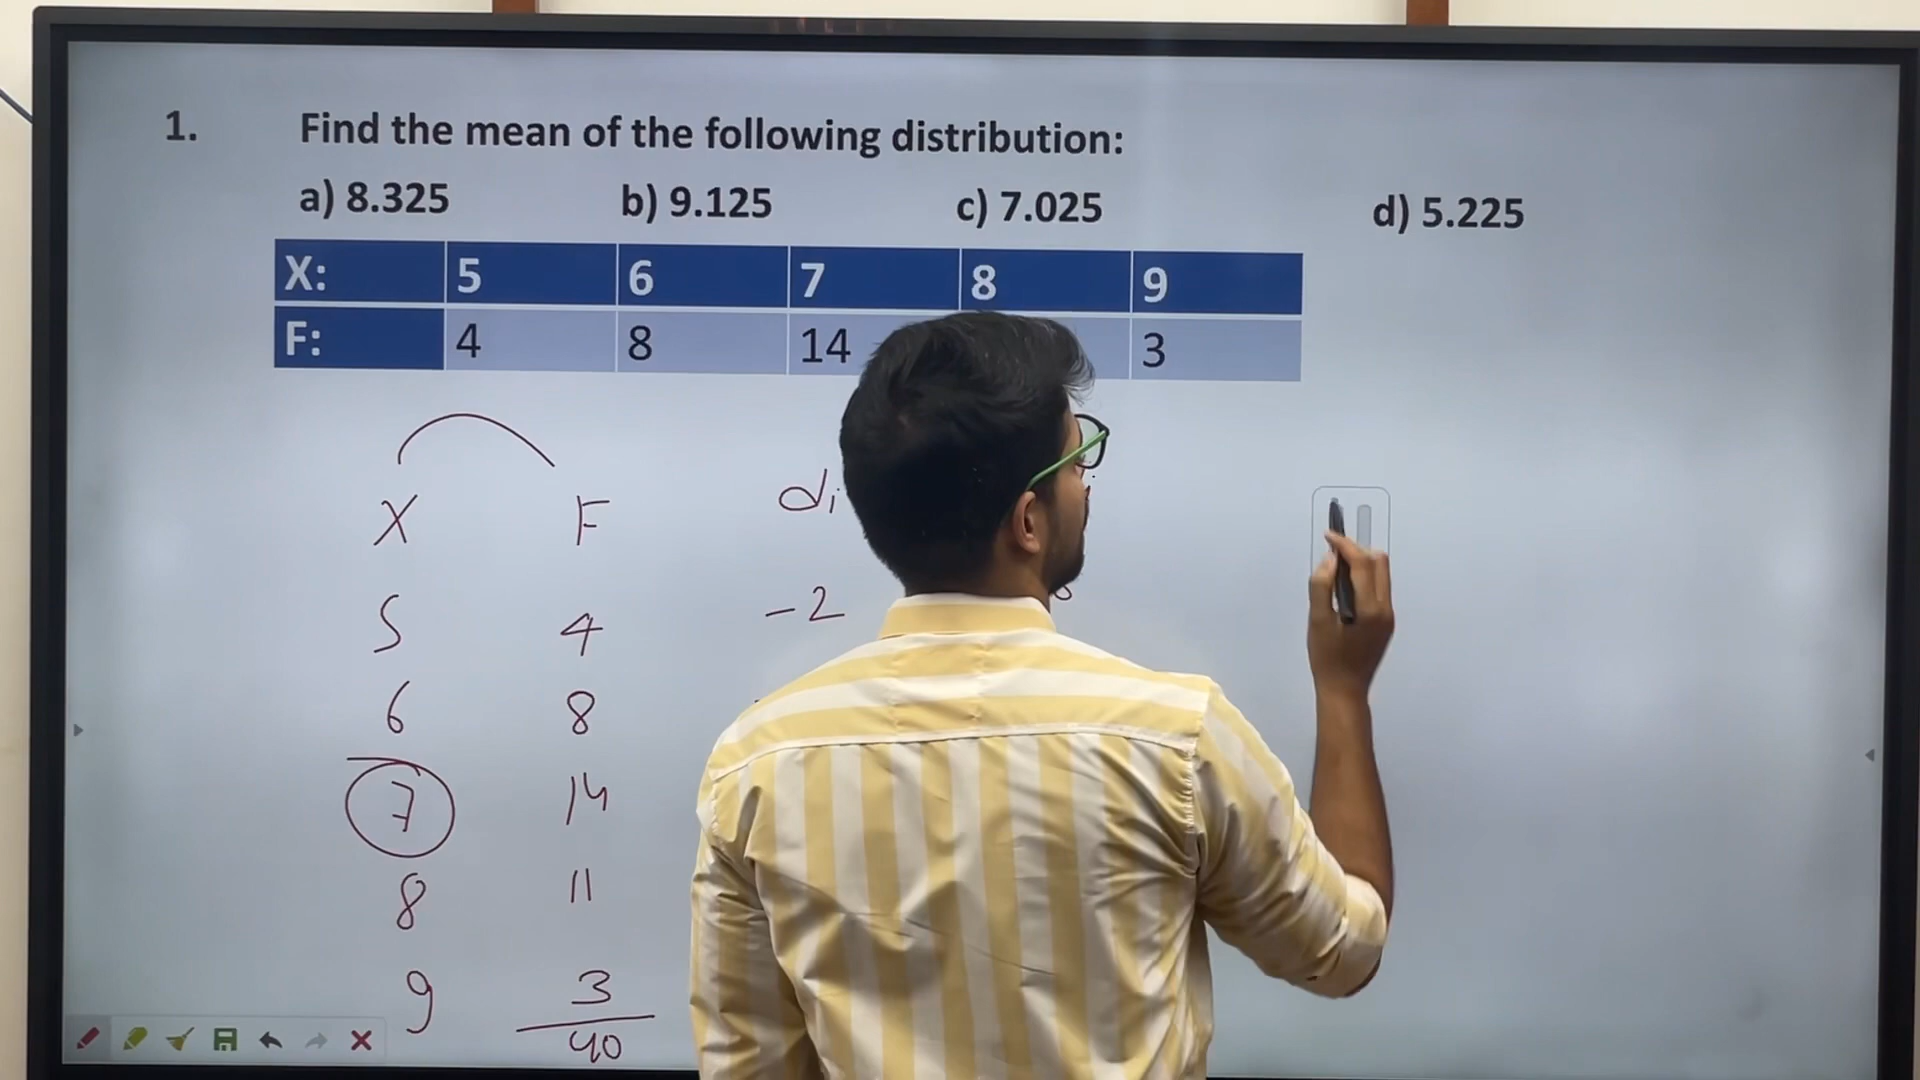 1. Find the mean of the following distribution:
a) 8.325 b) 9.125 c) 7.025 d) 5.225
X: 5 6 7 8 9
F: 4 8 14 3
X F di
5 4 -2
6 8
7 14
8 11
9 3
40